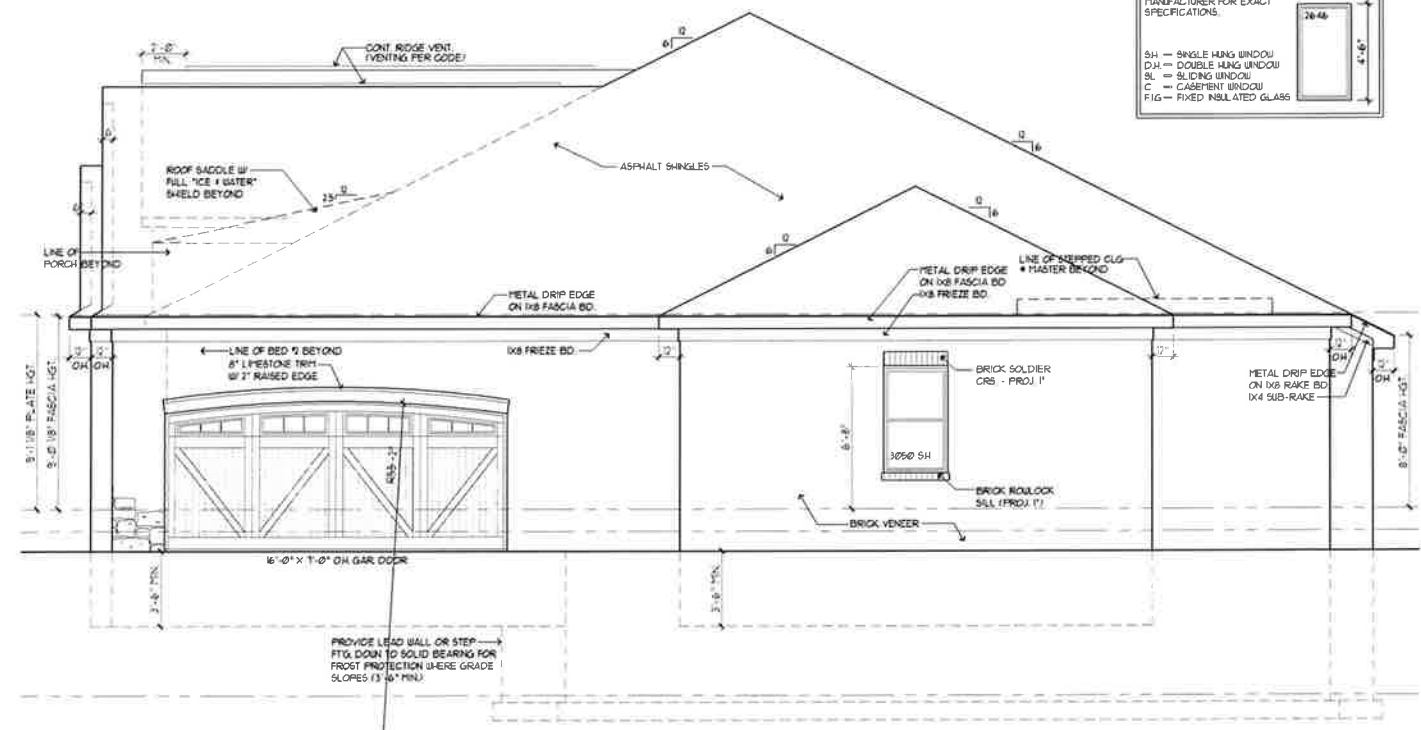 MANUFACTURER FOR EXACT
SPECIFICATIONS.
2646
4'-6"
S.H. — SINGLE HUNG WINDOW
D.H. — DOUBLE HUNG WINDOW
SL — SLIDING WINDOW
C — CASEMENT WINDOW
F.I.G — FIXED INSULATED GLASS
2'-0"
MIN.
CONT. RIDGE VENT.
(VENTING PER CODE)
12
6
12
6
ROOF SADDLE W/
FULL "ICE & WATER"
SHIELD BEYOND
12
ASPHALT SHINGLES
12
6
12
6
LINE OF
PORCH BEYOND
METAL DRIP EDGE
ON 1X8 FASCIA BD.
METAL DRIP EDGE
ON 1X8 FASCIA BD
1X8 FRIEZE BD.
LINE OF STEPPED CLG
@ MASTER BEYOND
12"
O.H.
12"
O.H.
LINE OF BED #2 BEYOND
8" LIMESTONE TRIM
W/ 2" RAISED EDGE
1X8 FRIEZE BD.
12"
12"
12"
O.H.
12"
O.H.
BRICK SOLDIER
CRS. - PROJ. 1"
METAL DRIP EDGE
ON 1X8 RAKE BD
1X4 SUB-RAKE
9'-1 1/8" PLATE HGT.
9'-0 1/8" FASCIA HGT.
6'-8"
3050 S.H.
8'-0" FASCIA HGT.
BRICK ROWLOCK
SILL (PROJ. 1")
BRICK VENEER
16'-0" X 7'-0" O.H. GAR. DOOR
3'-6" MIN.
3'-6" MIN.
PROVIDE LEAD WALL OR STEP
FTG. DOWN TO SOLID BEARING FOR
FROST PROTECTION WHERE GRADE
SLOPES (3'-6" MIN.)